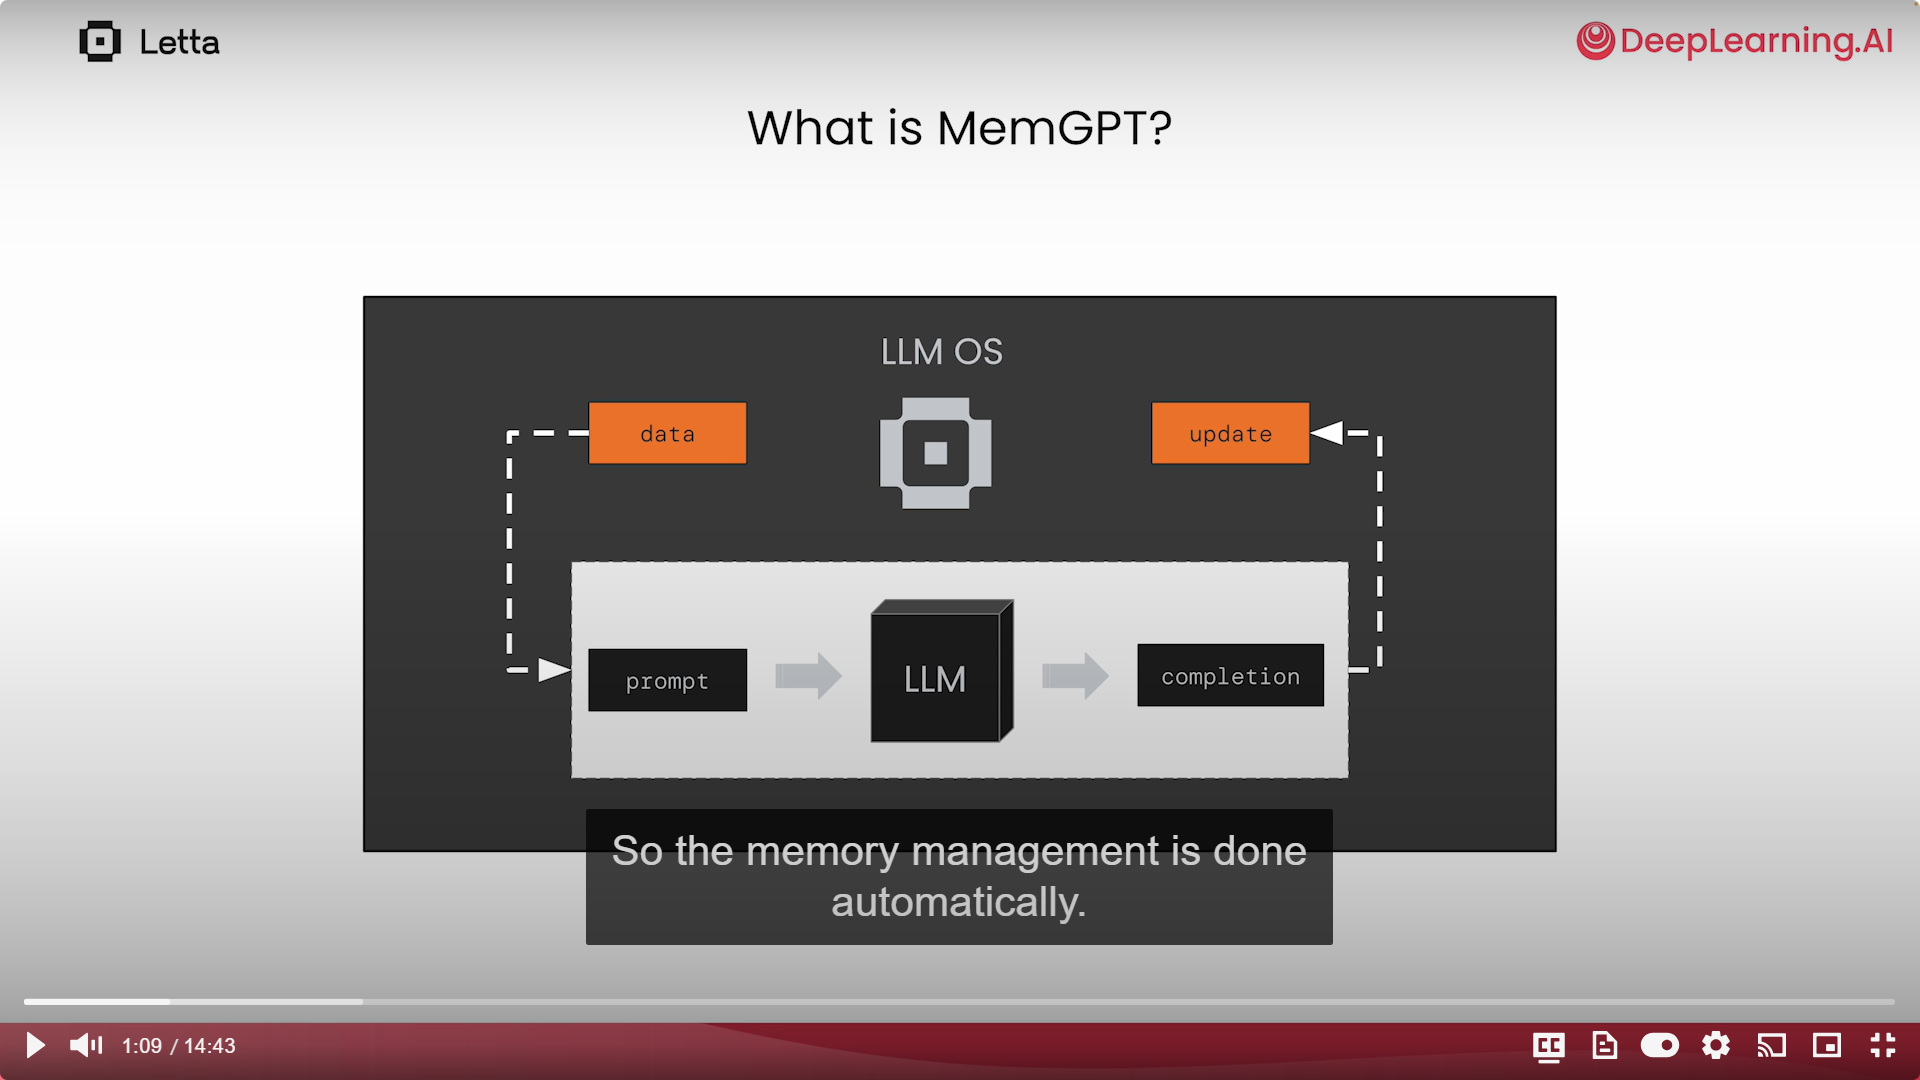 Letta
DeepLearning.AI
What is MemGPT?
LLM OS
data
update
prompt
LLM
completion
So the memory management is done
automatically.
1:09 / 14:43
CC